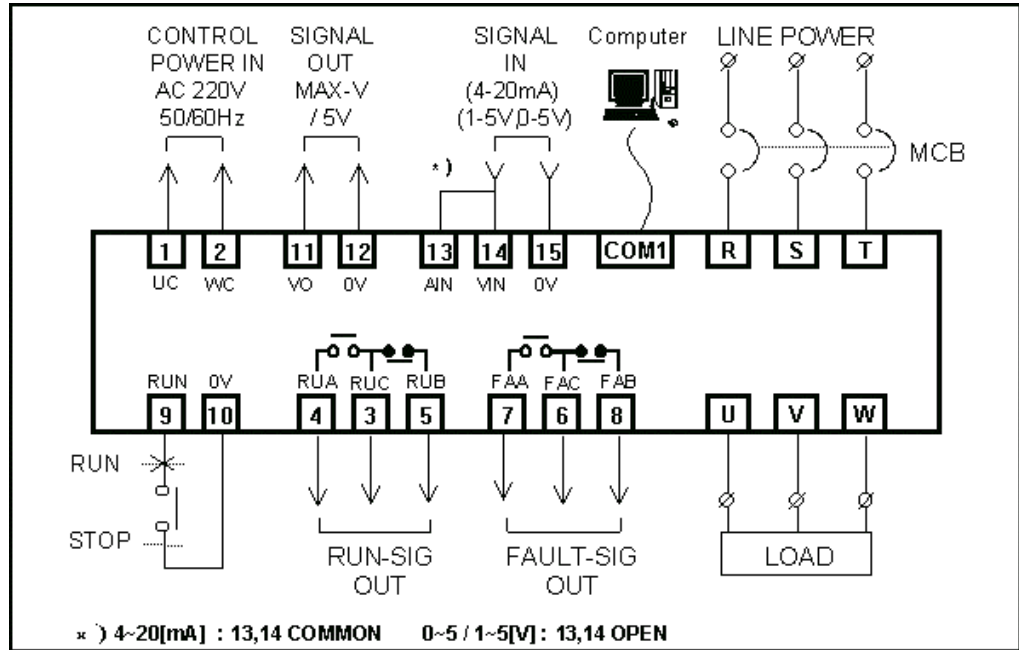 CONTROL
POWER IN
AC 220V
50/60Hz
SIGNAL
OUT
MAX-V
/ 5V
SIGNAL
IN
(4-20mA)
(1-5V,0-5V)
Computer
LINE POWER
MCB
*)
1 2 11 12 13 14 15 COM1 R S T
UC WC VO 0V AIN VIN 0V
RUN 0V RUA RUC RUB FAA FAC FAB
9 10 4 3 5 7 6 8 U V W
RUN
STOP
RUN-SIG
OUT
FAULT-SIG
OUT
LOAD
*) 4~20[mA] : 13,14 COMMON 0~5 / 1~5[V] : 13,14 OPEN